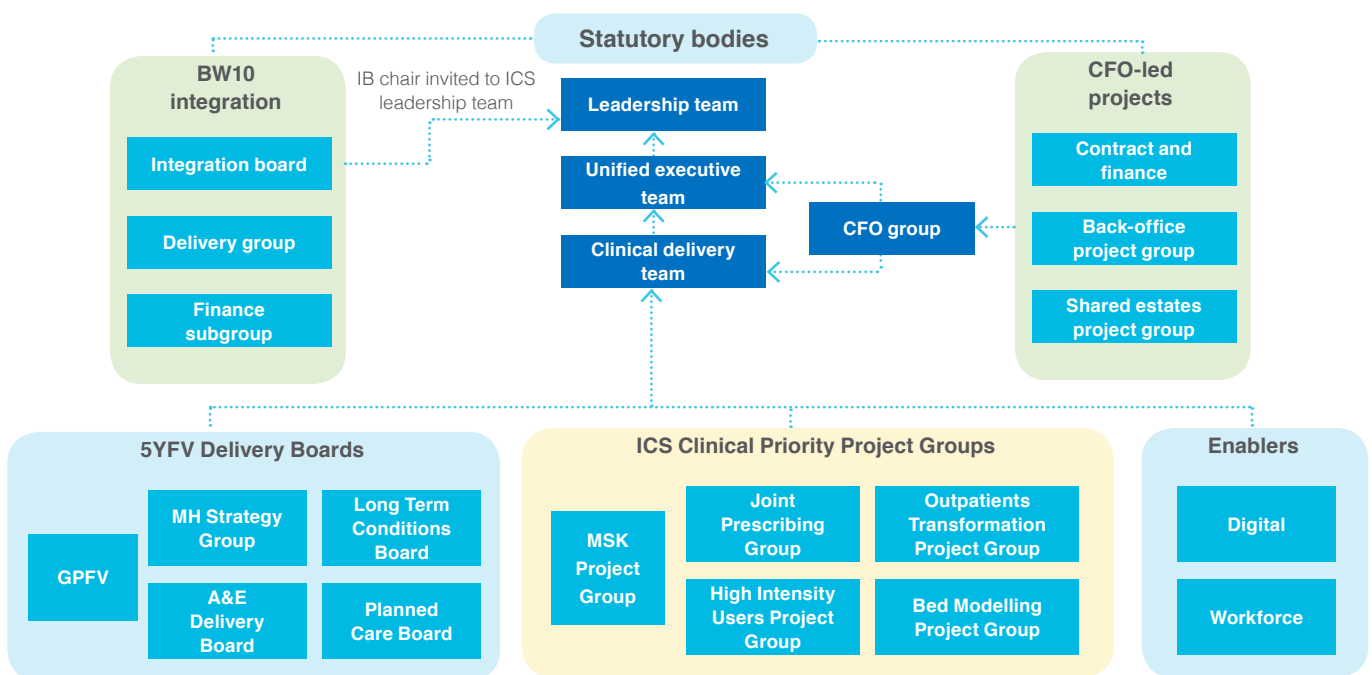 Statutory bodies
BW10
integration
Integration board
Delivery group
Finance
subgroup
IB chair invited to ICS
leadership team
Leadership team
Unified executive
team
Clinical delivery
team
CFO group
CFO-led
projects
Contract and
finance
Back-office
project group
Shared estates
project group
5YFV Delivery Boards
GPFV
MH Strategy
Group
Long Term
Conditions
Board
A&E
Delivery
Board
Planned
Care Board
ICS Clinical Priority Project Groups
MSK
Project
Group
Joint
Prescribing
Group
Outpatients
Transformation
Project Group
High Intensity
Users Project
Group
Bed Modelling
Project Group
Enablers
Digital
Workforce